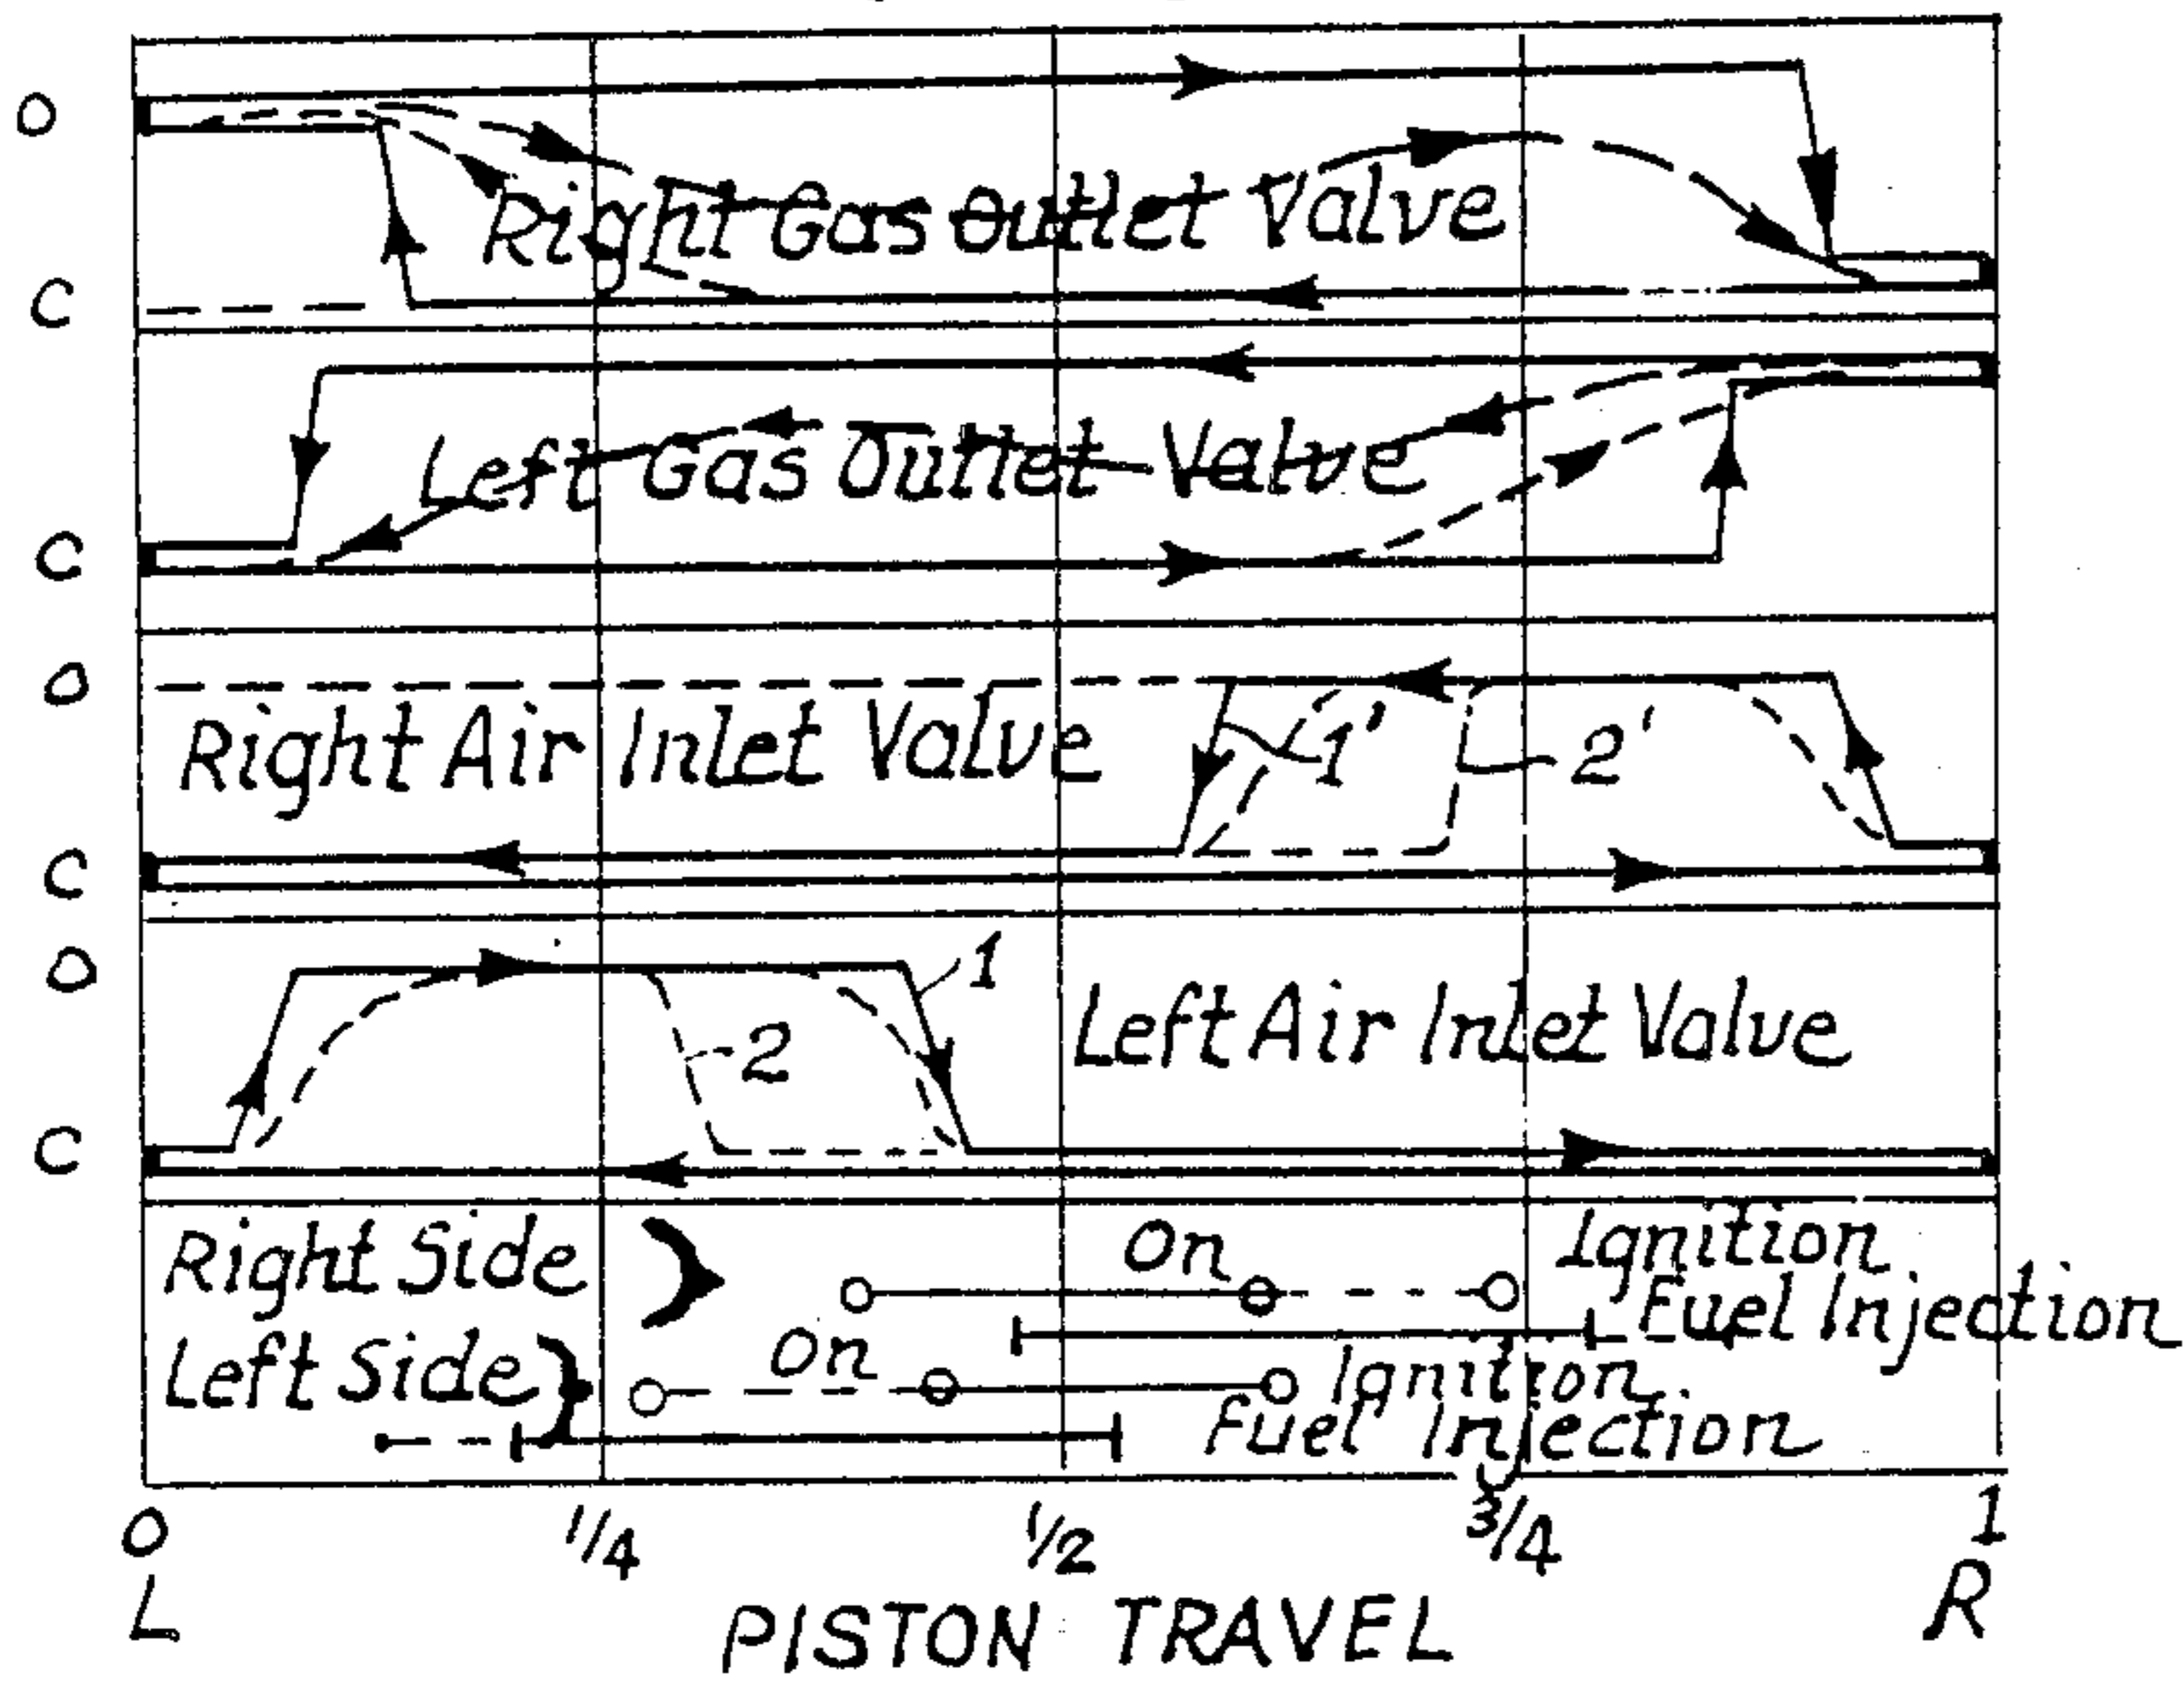 O
Right Gas Outlet Valve
C
Left Gas Outlet Valve
C
O
1' 2'
Right Air Inlet Valve
C
O
1
2
Left Air Inlet Valve
C
Right Side } On Ignition
Fuel Injection
Left Side } On Ignition
Fuel Injection
0 1/4 1/2 3/4 1
L R
PISTON TRAVEL